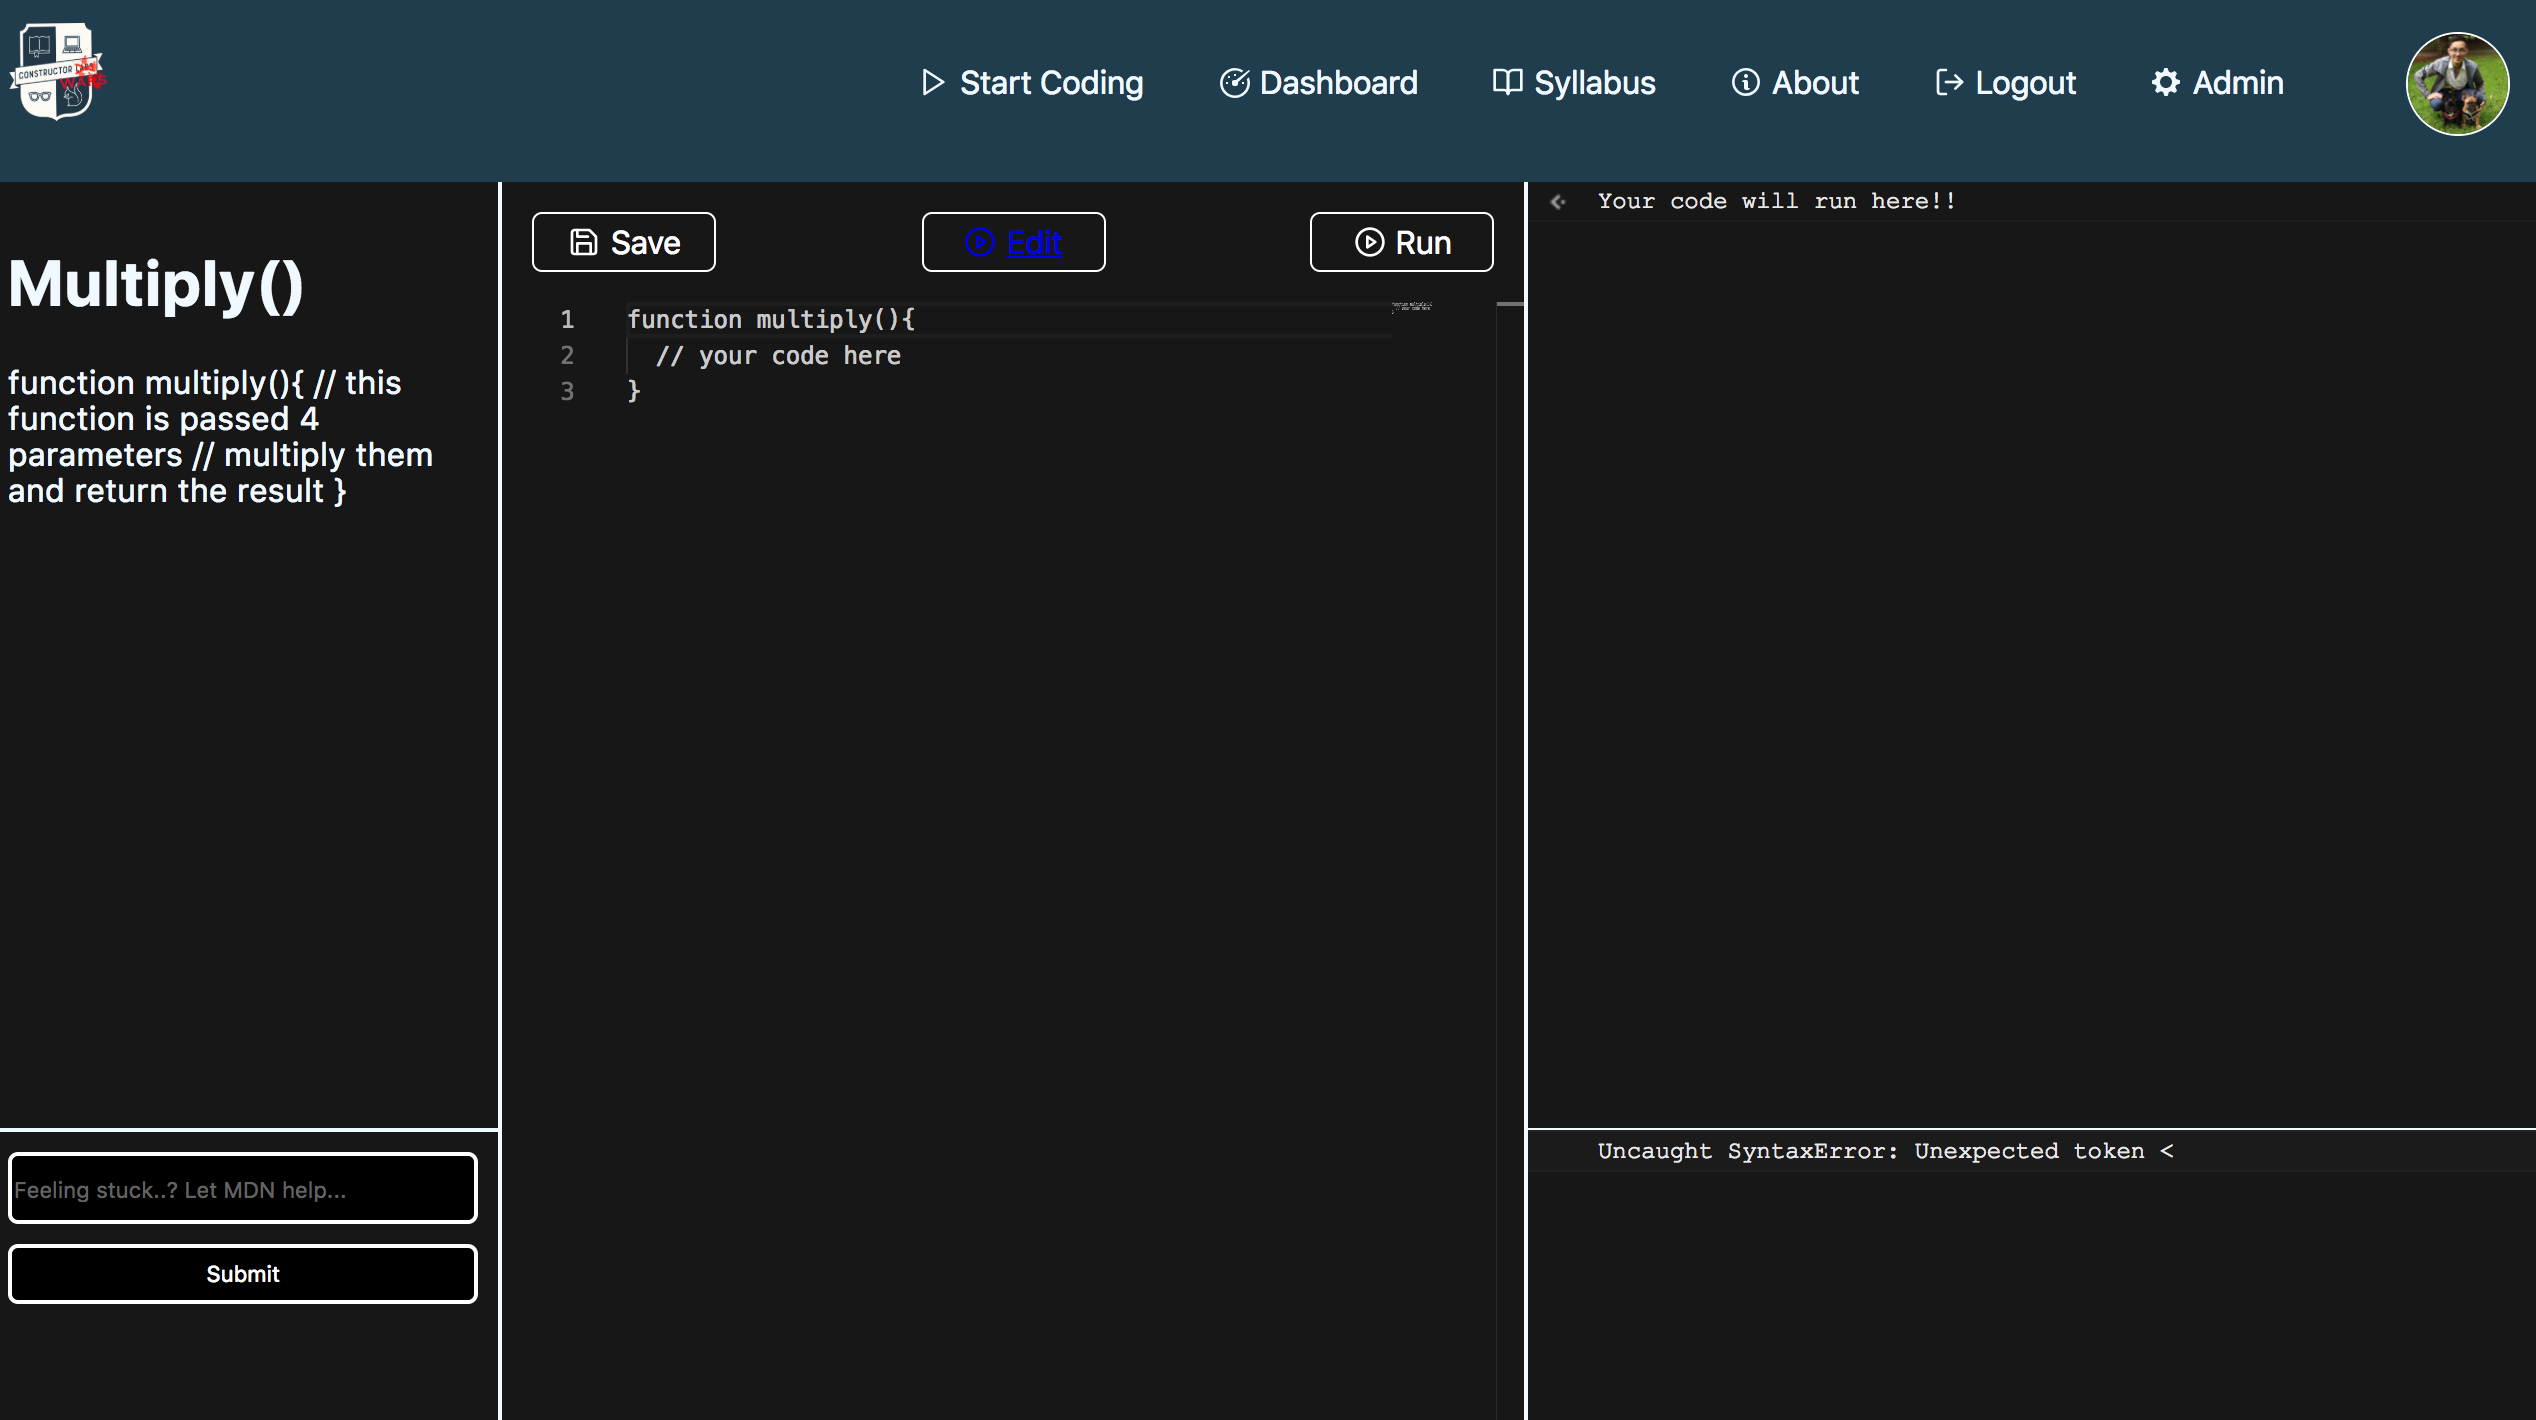 CONSTRUCTOR LABS
WARS
Start Coding
Dashboard
Syllabus
About
Logout
Admin
Multiply()
function multiply(){ // this
function is passed 4
parameters // multiply them
and return the result }
Feeling stuck..? Let MDN help...
Submit
Save
Edit
Run
1 function multiply(){
2 // your code here
3 }
Your code will run here!!
Uncaught SyntaxError: Unexpected token <